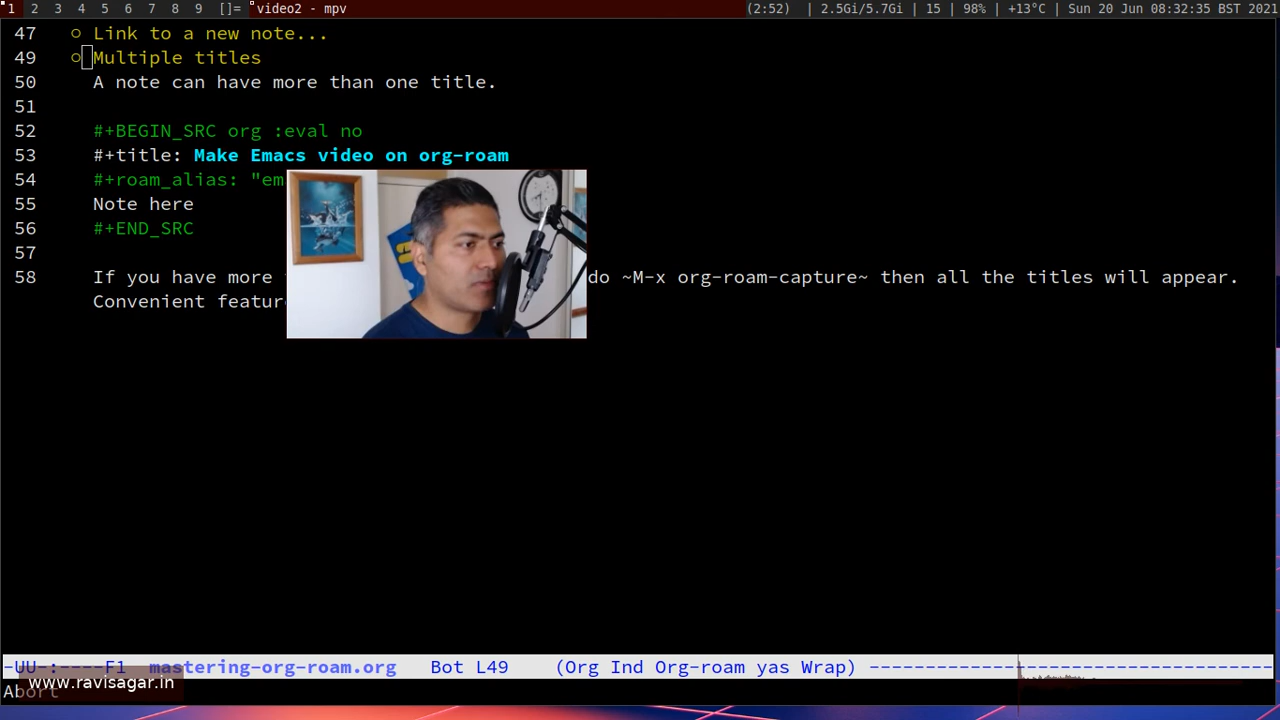 1 2 3 4 5 6 7 8 9 []= video2 - mpv (2:52) | 2.5Gi/5.7Gi | 15 | 98% | +13°C | Sun 20 Jun 08:32:35 BST 2021
47 ○ Link to a new note...
49 ○ Multiple titles
50 A note can have more than one title.
51
52 #+BEGIN_SRC org :eval no
53 #+title: Make Emacs video on org-roam
54 #+roam_alias: "em
55 Note here
56 #+END_SRC
57
58 If you have more do ~M-x org-roam-capture~ then all the titles will appear.
Convenient featur
-UU-:----F1 mastering-org-roam.org Bot L49 (Org Ind Org-roam yas Wrap) ------------------------------------
www.ravisagar.in
Abort